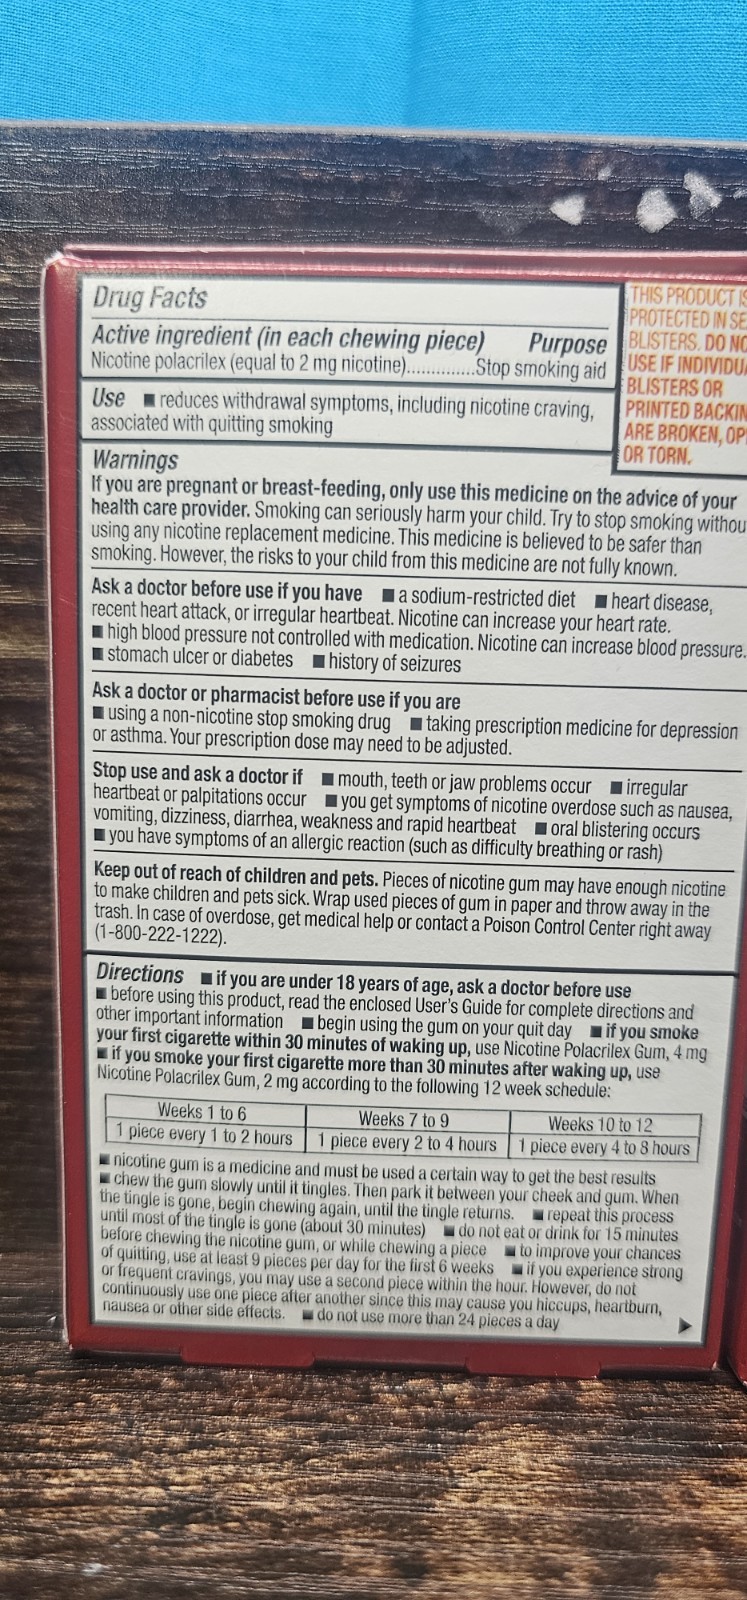 Drug Facts
Active ingredient (in each chewing piece) Purpose
Nicotine polacrilex (equal to 2 mg nicotine)..............Stop smoking aid
THIS PRODUCT
PROTECTED IN
BLISTERS. DO
USE IF
BLISTERS OR
PRINTED
ARE BROKEN,
OR TORN.
Use ■ reduces withdrawal symptoms, including nicotine craving,
associated with quitting smoking
Warnings
If you are pregnant or breast-feeding, only use this medicine on the advice of your
health care provider. Smoking can seriously harm your child. Try to stop smoking withou
using any nicotine replacement medicine. This medicine is believed to be safer than
smoking. However, the risks to your child from this medicine are not fully known.
Ask a doctor before use if you have ■ a sodium-restricted diet ■ heart disease,
recent heart attack, or irregular heartbeat. Nicotine can increase your heart rate.
■ high blood pressure not controlled with medication. Nicotine can increase blood pressure.
■ stomach ulcer or diabetes ■ history of seizures
Ask a doctor or pharmacist before use if you are
■ using a non-nicotine stop smoking drug ■ taking prescription medicine for depression
or asthma. Your prescription dose may need to be adjusted.
Stop use and ask a doctor if ■ mouth, teeth or jaw problems occur ■ irregular
heartbeat or palpitations occur ■ you get symptoms of nicotine overdose such as nausea,
vomiting, dizziness, diarrhea, weakness and rapid heartbeat ■ oral blistering occurs
■ you have symptoms of an allergic reaction (such as difficulty breathing or rash)
Keep out of reach of children and pets. Pieces of nicotine gum may have enough nicotine
to make children and pets sick. Wrap used pieces of gum in paper and throw away in the
trash. In case of overdose, get medical help or contact a Poison Control Center right away
(1-800-222-1222).
Directions ■ if you are under 18 years of age, ask a doctor before use
■ before using this product, read the enclosed User's Guide for complete directions and
other important information ■ begin using the gum on your quit day ■ if you smoke
your first cigarette within 30 minutes of waking up, use Nicotine Polacrilex Gum, 4 mg
■ if you smoke your first cigarette more than 30 minutes after waking up, use
Nicotine Polacrilex Gum, 2 mg according to the following 12 week schedule:
Weeks 1 to 6 Weeks 7 to 9 Weeks 10 to 12
1 piece every 1 to 2 hours 1 piece every 2 to 4 hours 1 piece every 4 to 8 hours
■ nicotine gum is a medicine and must be used a certain way to get the best results
■ chew the gum slowly until it tingles. Then park it between your cheek and gum. When
the tingle is gone, begin chewing again, until the tingle returns. ■ repeat this process
until most of the tingle is gone (about 30 minutes) ■ do not eat or drink for 15 minutes
before chewing the nicotine gum, or while chewing a piece ■ to improve your chances
of quitting, use at least 9 pieces per day for the first 6 weeks ■ if you experience strong
or frequent cravings, you may use a second piece within the hour. However, do not
continuously use one piece after another since this may cause you hiccups, heartburn,
nausea or other side effects. ■ do not use more than 24 pieces a day